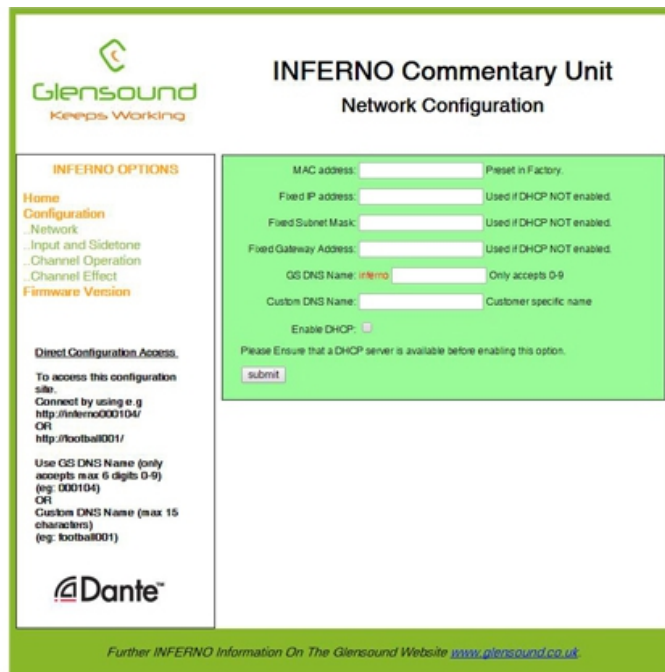 Glensound
Keeps Working
INFERNO Commentary Unit
Network Configuration
INFERNO OPTIONS
Home
Configuration
..Network
..Input and Sidetone
..Channel Operation
..Channel Effect
Firmware Version
Direct Configuration Access
To access this configuration
site.
Connect by using e.g
http://inferno000104/
OR
http://football001/
Use GS DNS Name (only
accepts max 6 digits 0-9)
(eg: 000104)
OR
Custom DNS Name (max 15
characters)
(eg: football001)
Dante™
MAC address: Preset in Factory.
Fixed IP address: Used if DHCP NOT enabled.
Fixed Subnet Mask: Used if DHCP NOT enabled.
Fixed Gateway Address: Used if DHCP NOT enabled.
GS DNS Name: inferno Only accepts 0-9
Custom DNS Name: Customer specific name
Enable DHCP:
Please Ensure that a DHCP server is available before enabling this option.
submit
Further INFERNO Information On The Glensound Website www.glensound.co.uk.